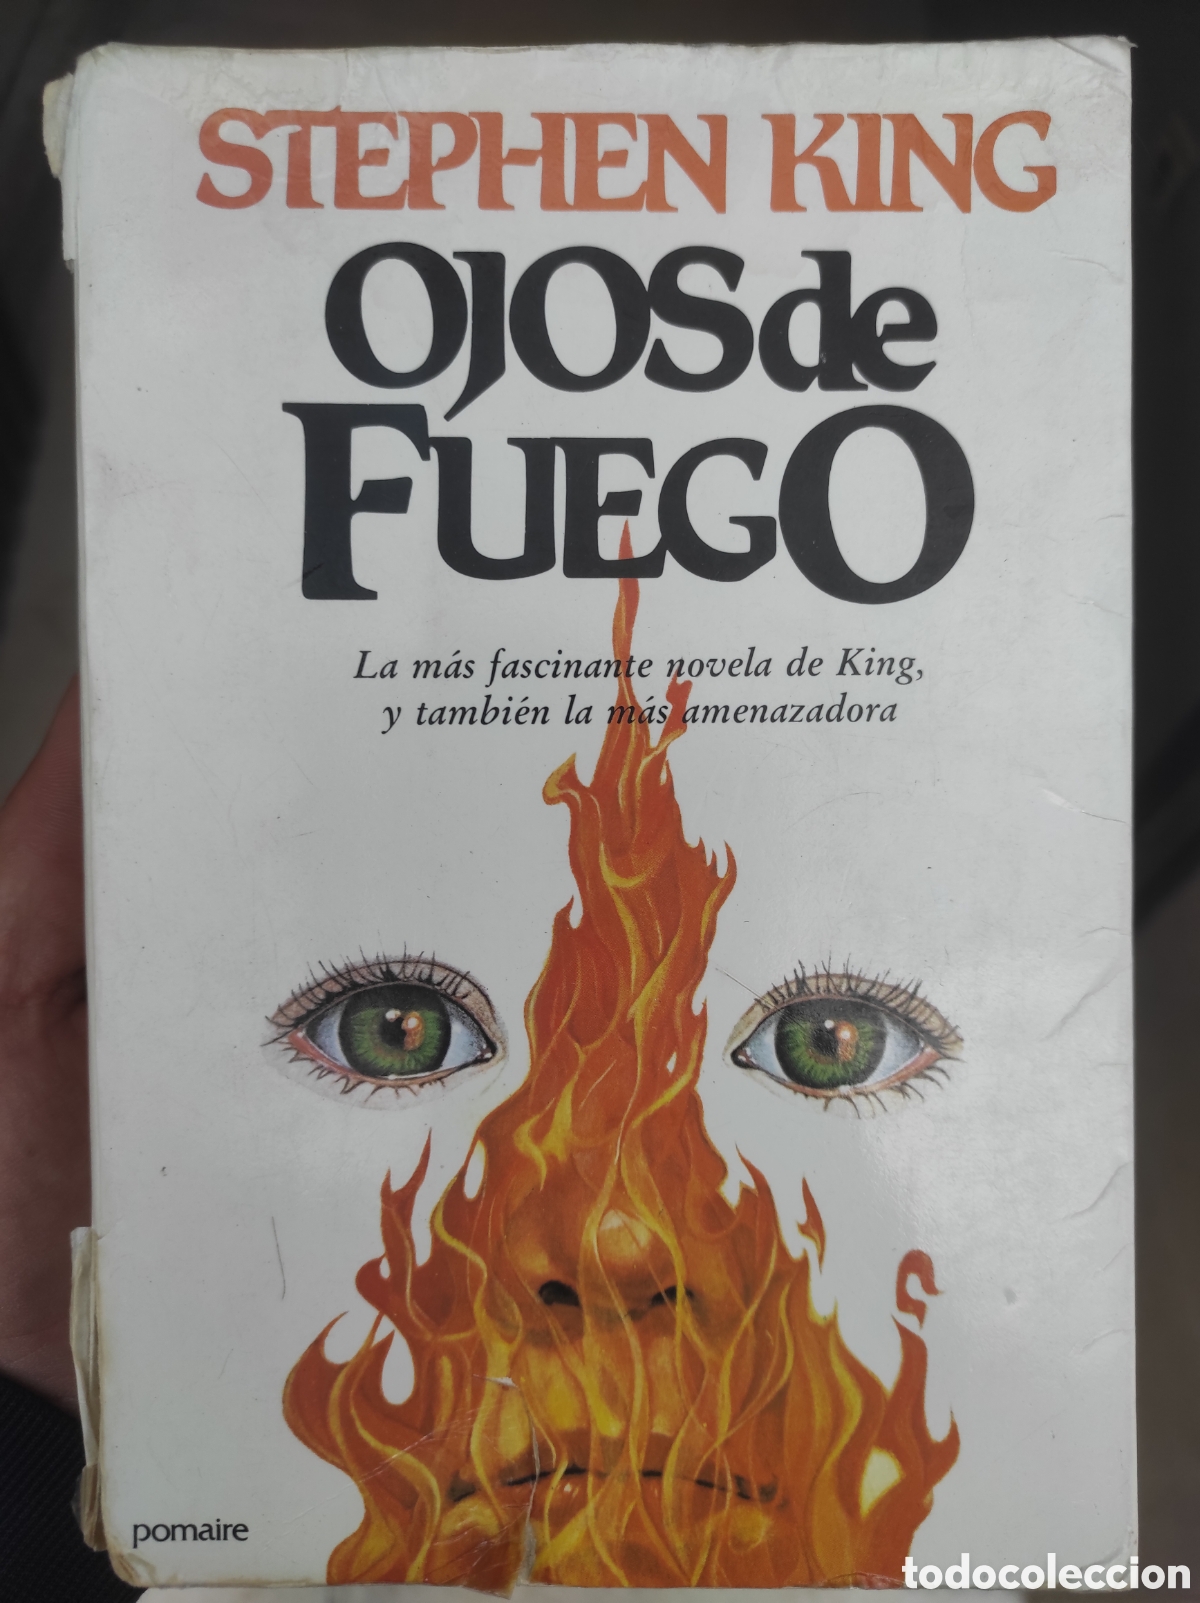 STEPHEN KING
OJOS de
FUEGO
La más fascinante novela de King,
y también la más amenazadora
pomaire
todocoleccion